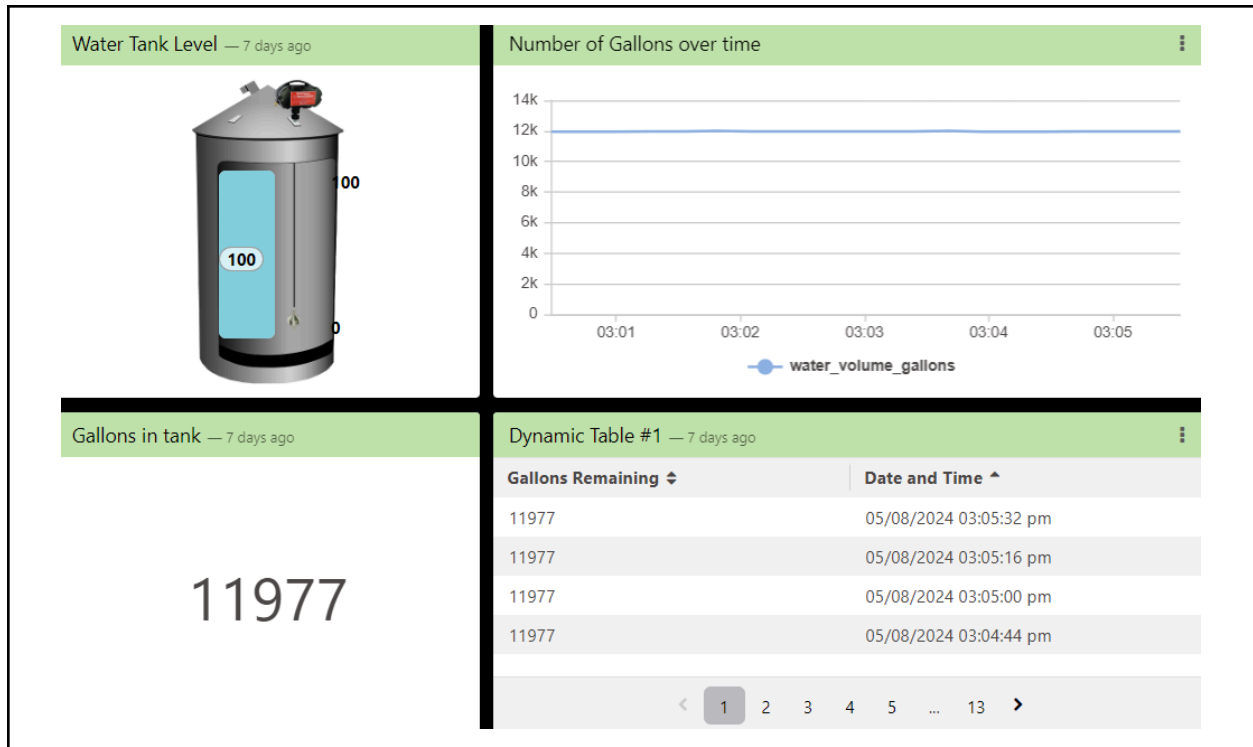 Water Tank Level — 7 days ago
100
100
0
Number of Gallons over time
14k
12k
10k
8k
6k
4k
2k
0
03:01 03:02 03:03 03:04 03:05
water_volume_gallons
Gallons in tank — 7 days ago
11977
Dynamic Table #1 — 7 days ago
Gallons Remaining Date and Time
11977 05/08/2024 03:05:32 pm
11977 05/08/2024 03:05:16 pm
11977 05/08/2024 03:05:00 pm
11977 05/08/2024 03:04:44 pm
< 1 2 3 4 5 ... 13 >